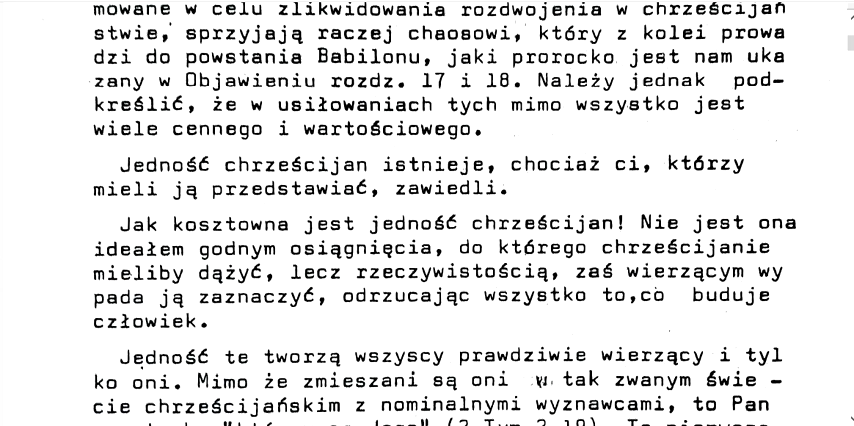 mowane w celu zlikwidowania rozdwojenia w chrześcijań
stwie, sprzyjają raczej chaosowi, który z kolei prowa
dzi do powstania Babilonu, jaki prorocko jest nam uka
zany w Objawieniu rozdz. 17 i 18. Należy jednak pod-
kreślić, że w usiłowaniach tych mimo wszystko jest
wiele cennego i wartościowego.
Jedność chrześcijan istnieje, chociaż ci, którzy
mieli ją przedstawiać, zawiedli.
Jak kosztowna jest jedność chrześcijan! Nie jest ona
ideałem godnym osiągnięcia, do którego chrześcijanie
mieliby dążyć, lecz rzeczywistością, zaś wierzącym wy
pada ją zaznaczyć, odrzucając wszystko to,co buduje
człowiek.
Jedność te tworzą wszyscy prawdziwie wierzący i tyl
ko oni. Mimo że zmieszani są oni w tak zwanym świe -
cie chrześcijańskim z nominalnymi wyznawcami, to Pan